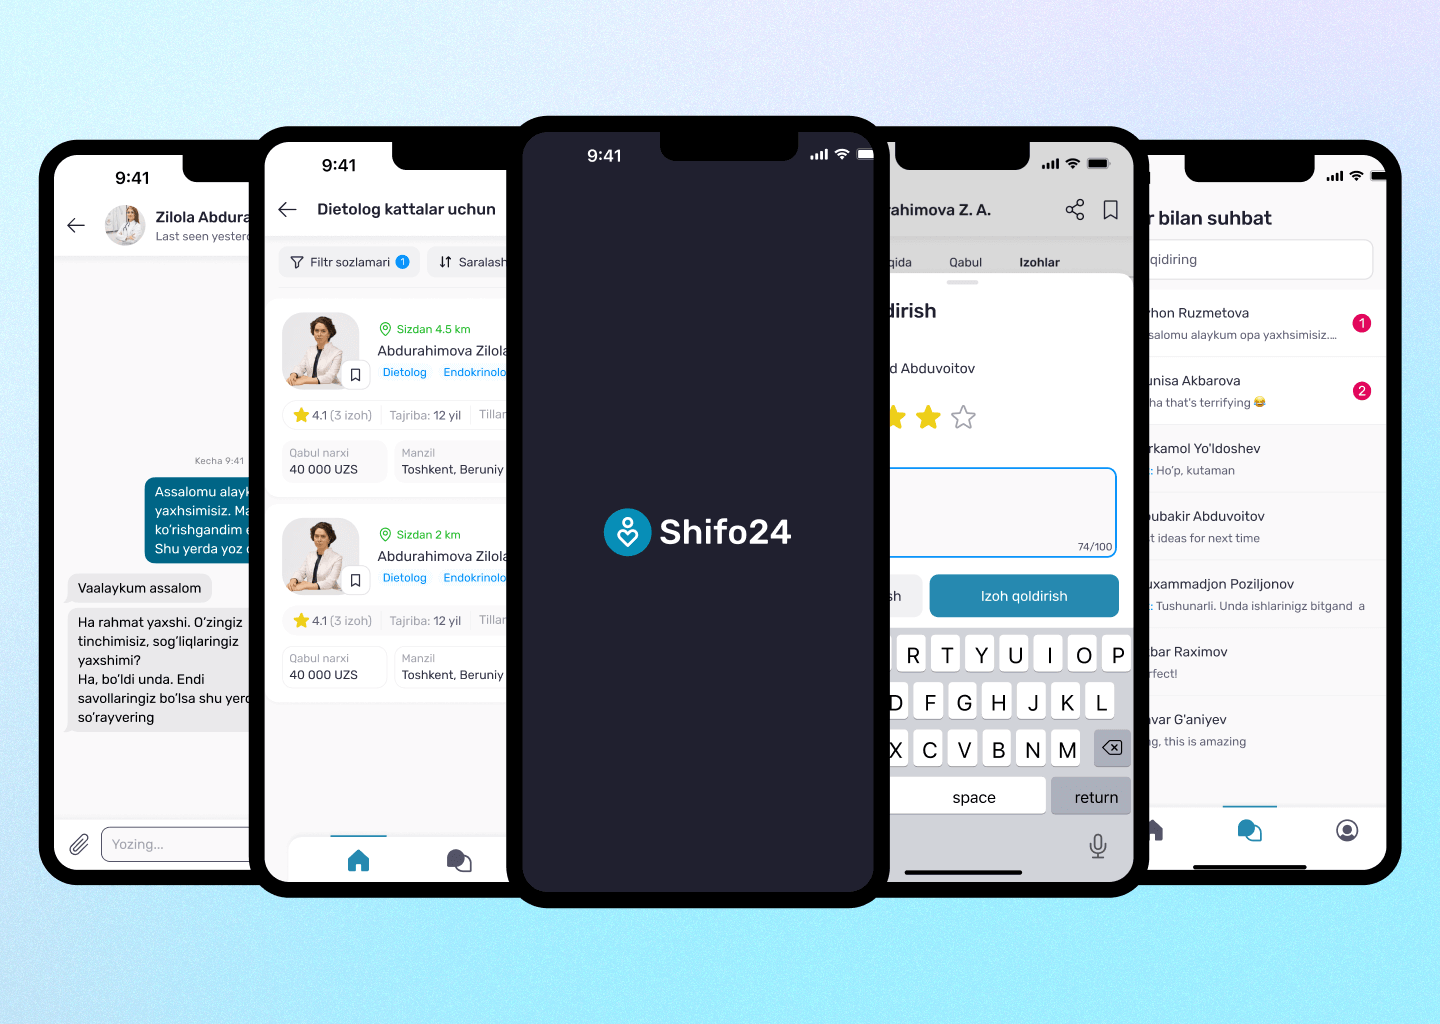 9:41
Zilola Abdura
Last seen yesterd
Kecha 9:41
Assalomu alayk
yaxshimisiz. Ma
ko‘rishgandim e
Shu yerda yoz
Vaalaykum assalom
Ha rahmat yaxshi. O‘zingiz
tinchimisiz, sog‘liqlaringiz
yaxshimi?
Ha, bo‘ldi unda. Endi
savollaringiz bo‘lsa shu yerd
so‘rayvering
Yozing...
9:41
Dietolog kattalar uchun
Filtr sozlamari 1
Saralash
Sizdan 4.5 km
Abdurahimova Zilola
Dietolog Endokrinolo
4.1 (3 izoh) Tajriba: 12 yil Tillar
Qabul narxi Manzil
40 000 UZS Toshkent, Beruniy
Sizdan 2 km
Abdurahimova Zilola
Dietolog Endokrinolo
4.1 (3 izoh) Tajriba: 12 yil Tillar
Qabul narxi Manzil
40 000 UZS Toshkent, Beruniy
9:41
Shifo24
rahimova Z. A.
qida Qabul Izohlar
dirish
d Abduvoitov
74/100
sh Izoh qoldirish
R T Y U I O P
D F G H J K L
X C V B N M
space return
r bilan suhbat
qidiring
hon Ruzmetova
salomu alaykum opa yaxshimisiz.... 1
unisa Akbarova
ha that's terrifying 😂 2
rkamol Yo'ldoshev
: Ho'p, kutaman
oubakir Abduvoitov
t ideas for next time
uxammadjon Poziljonov
: Tushunarli. Unda ishlarinigz bitgand a
bar Raximov
rfect!
var G'aniyev
g, this is amazing